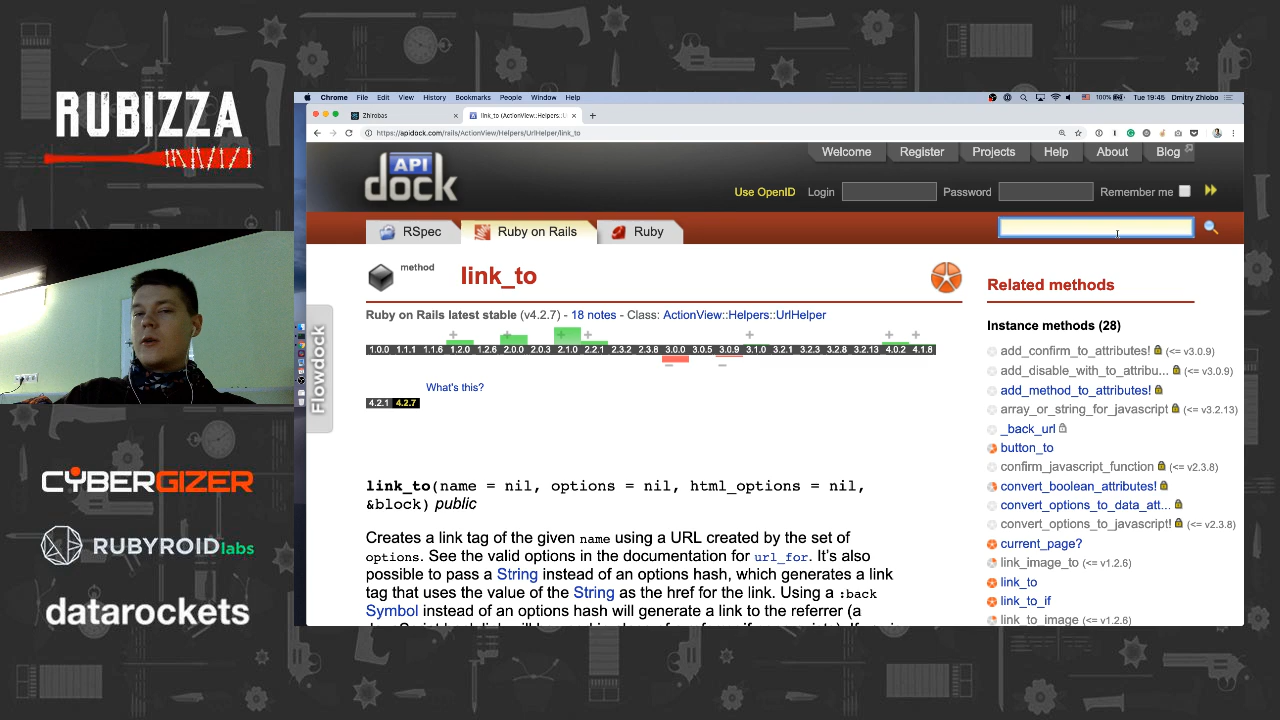 RUBIZZA
CYBERGIZER
RUBYROID labs
datarockets
Chrome File Edit View History Bookmarks People Window Help
100% Tue 19:45 Dmitry Zhlobo
Zhirobas
link_to (ActionView::Helpers::U
https://apidock.com/rails/ActionView/Helpers/UrlHelper/link_to
API
dock
Welcome Register Projects Help About Blog
Use OpenID Login Password Remember me
RSpec Ruby on Rails Ruby
Flowdock
method link_to
Ruby on Rails latest stable (v4.2.7) - 18 notes - Class: ActionView::Helpers::UrlHelper
1.0.0 1.1.1 1.1.6 1.2.0 1.2.6 2.0.0 2.0.3 2.1.0 2.2.1 2.3.2 2.3.8 3.0.0 3.0.5 3.0.9 3.1.0 3.2.1 3.2.3 3.2.8 3.2.13 4.0.2 4.1.8
What's this?
4.2.1 4.2.7
link_to(name = nil, options = nil, html_options = nil,
&block) public
Creates a link tag of the given name using a URL created by the set of
options. See the valid options in the documentation for url_for. It's also
possible to pass a String instead of an options hash, which generates a link
tag that uses the value of the String as the href for the link. Using a :back
Symbol instead of an options hash will generate a link to the referrer (a
Related methods
Instance methods (28)
add_confirm_to_attributes! (<= v3.0.9)
add_disable_with_to_attribu... (<= v3.0.9)
add_method_to_attributes!
array_or_string_for_javascript (<= v3.2.13)
_back_url
button_to
confirm_javascript_function (<= v2.3.8)
convert_boolean_attributes!
convert_options_to_data_att...
convert_options_to_javascript! (<= v2.3.8)
current_page?
link_image_to (<= v1.2.6)
link_to
link_to_if
link_to_image (<= v1.2.6)